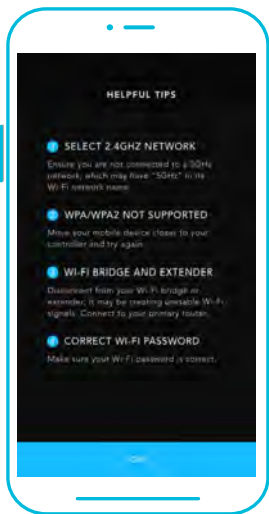 HELPFUL TIPS
1 SELECT 2.4GHZ NETWORK
Ensure you are not connected to a 5GHz
network, which may have "5GHz" in its
Wi-Fi network name.
2 WPA/WPA2 NOT SUPPORTED
Move your mobile device closer to your
controller and try again.
3 WI-FI BRIDGE AND EXTENDER
Disconnect from your Wi-Fi bridge or
extender, it may be creating unstable Wi-Fi
signals. Connect to your primary router.
4 CORRECT WI-FI PASSWORD
Make sure your Wi-Fi password is correct.